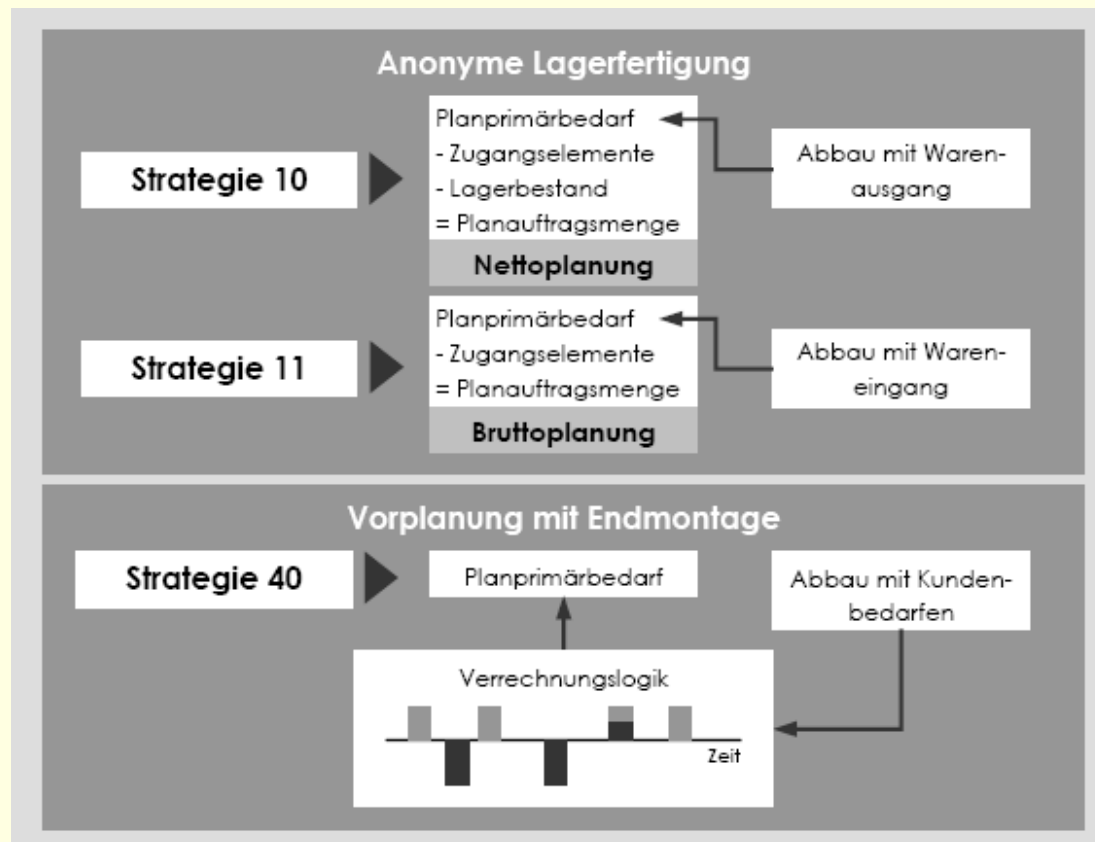 Anonyme Lagerfertigung
Strategie 10
Planprimärbedarf
- Zugangselemente
- Lagerbestand
= Planauftragsmenge
Nettoplanung
Abbau mit Waren-
ausgang
Strategie 11
Planprimärbedarf
- Zugangselemente
= Planauftragsmenge
Bruttoplanung
Abbau mit Waren-
eingang
Vorplanung mit Endmontage
Strategie 40
Planprimärbedarf
Abbau mit Kunden-
bedarfen
Verrechnungslogik
Zeit